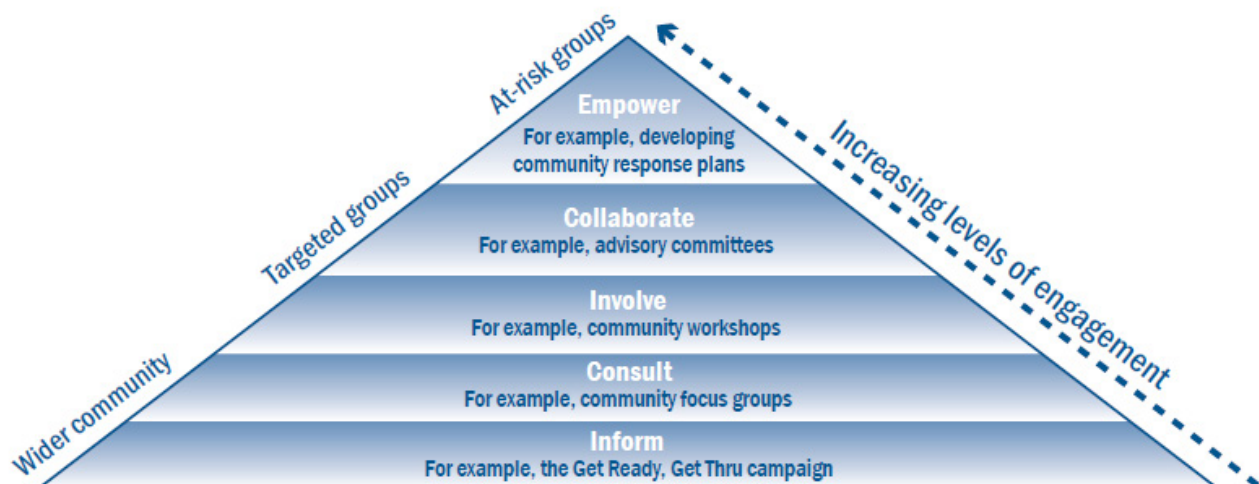 At-risk groups
Targeted groups
Wider community
Increasing levels of engagement
Empower
For example, developing
community response plans
Collaborate
For example, advisory committees
Involve
For example, community workshops
Consult
For example, community focus groups
Inform
For example, the Get Ready, Get Thru campaign